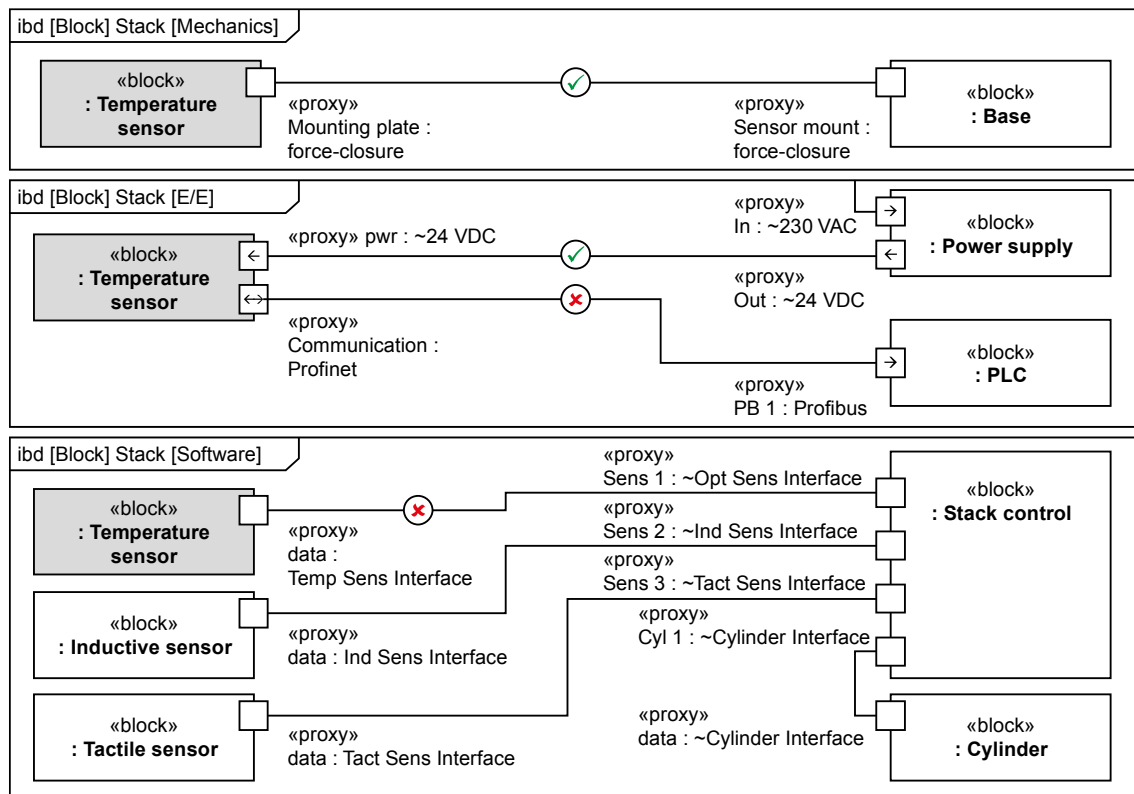 ibd [Block] Stack [Mechanics]
«block»
: Temperature
sensor
«proxy»
Mounting plate :
force-closure
«proxy»
Sensor mount :
force-closure
«block»
: Base
ibd [Block] Stack [E/E]
«block»
: Temperature
sensor
«proxy» pwr : ~24 VDC
«proxy»
In : ~230 VAC
«block»
: Power supply
«proxy»
Out : ~24 VDC
«proxy»
Communication :
Profinet
«block»
: PLC
«proxy»
PB 1 : Profibus
ibd [Block] Stack [Software]
«block»
: Temperature
sensor
«proxy»
data :
Temp Sens Interface
«proxy»
Sens 1 : ~Opt Sens Interface
«proxy»
Sens 2 : ~Ind Sens Interface
«proxy»
Sens 3 : ~Tact Sens Interface
«proxy»
Cyl 1 : ~Cylinder Interface
«block»
: Stack control
«block»
: Inductive sensor
«proxy»
data : Ind Sens Interface
«block»
: Tactile sensor
«proxy»
data : Tact Sens Interface
«proxy»
data : ~Cylinder Interface
«block»
: Cylinder